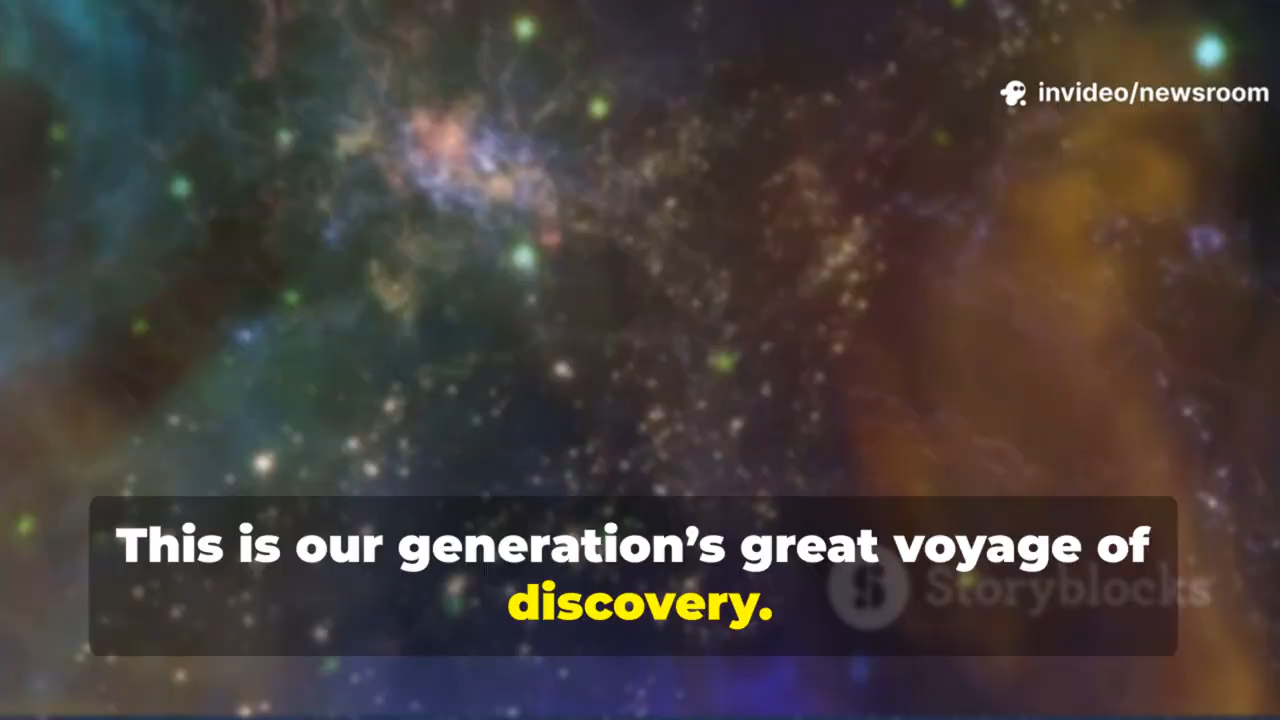 invideo/newsroom
This is our generation’s great voyage of
discovery.
Storyblocks